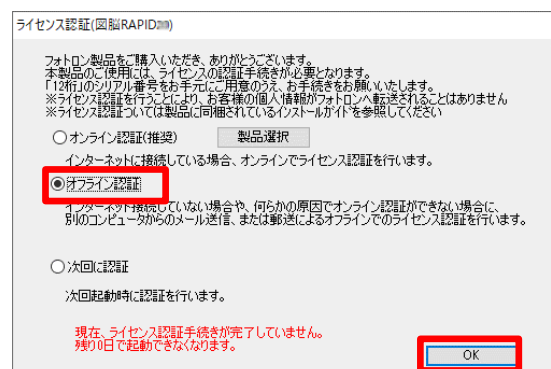 ライセンス認証(図脳RAPID)
フォトロン製品をご購入いただき、ありがとうございます。
本製品のご使用には、ライセンスの認証手続きが必要となります。
「12桁」のシリアル番号をお手元にご用意のうえ、お手続きをお願いいたします。
※ライセンス認証を行うことにより、お客様の個人情報がフォトロンへ転送されることはありません
※ライセンス認証ついては製品に同梱されているインストールガイドを参照してください
オンライン認証(推奨) 製品選択
インターネットに接続している場合、オンラインでライセンス認証を行います。
オフライン認証
インターネット接続していない場合や、何らかの原因でオンライン認証ができない場合に、
別のコンピュータからのメール送信、または郵送によるオフラインでのライセンス認証を行います。
次回に認証
次回起動時に認証を行います。
現在、ライセンス認証手続きが完了していません。
残り0日で起動できなくなります。
OK